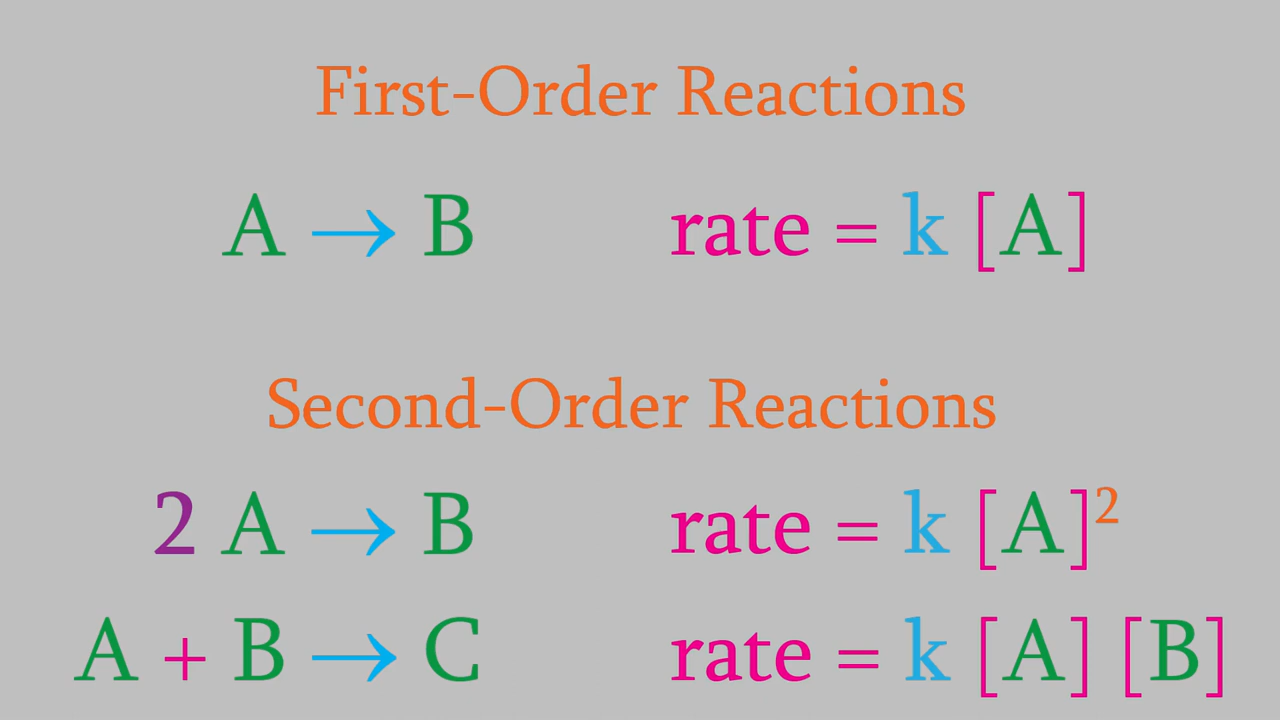 First-Order Reactions
A → B rate = k [A]
Second-Order Reactions
2 A → B rate = k [A]²
A + B → C rate = k [A] [B]